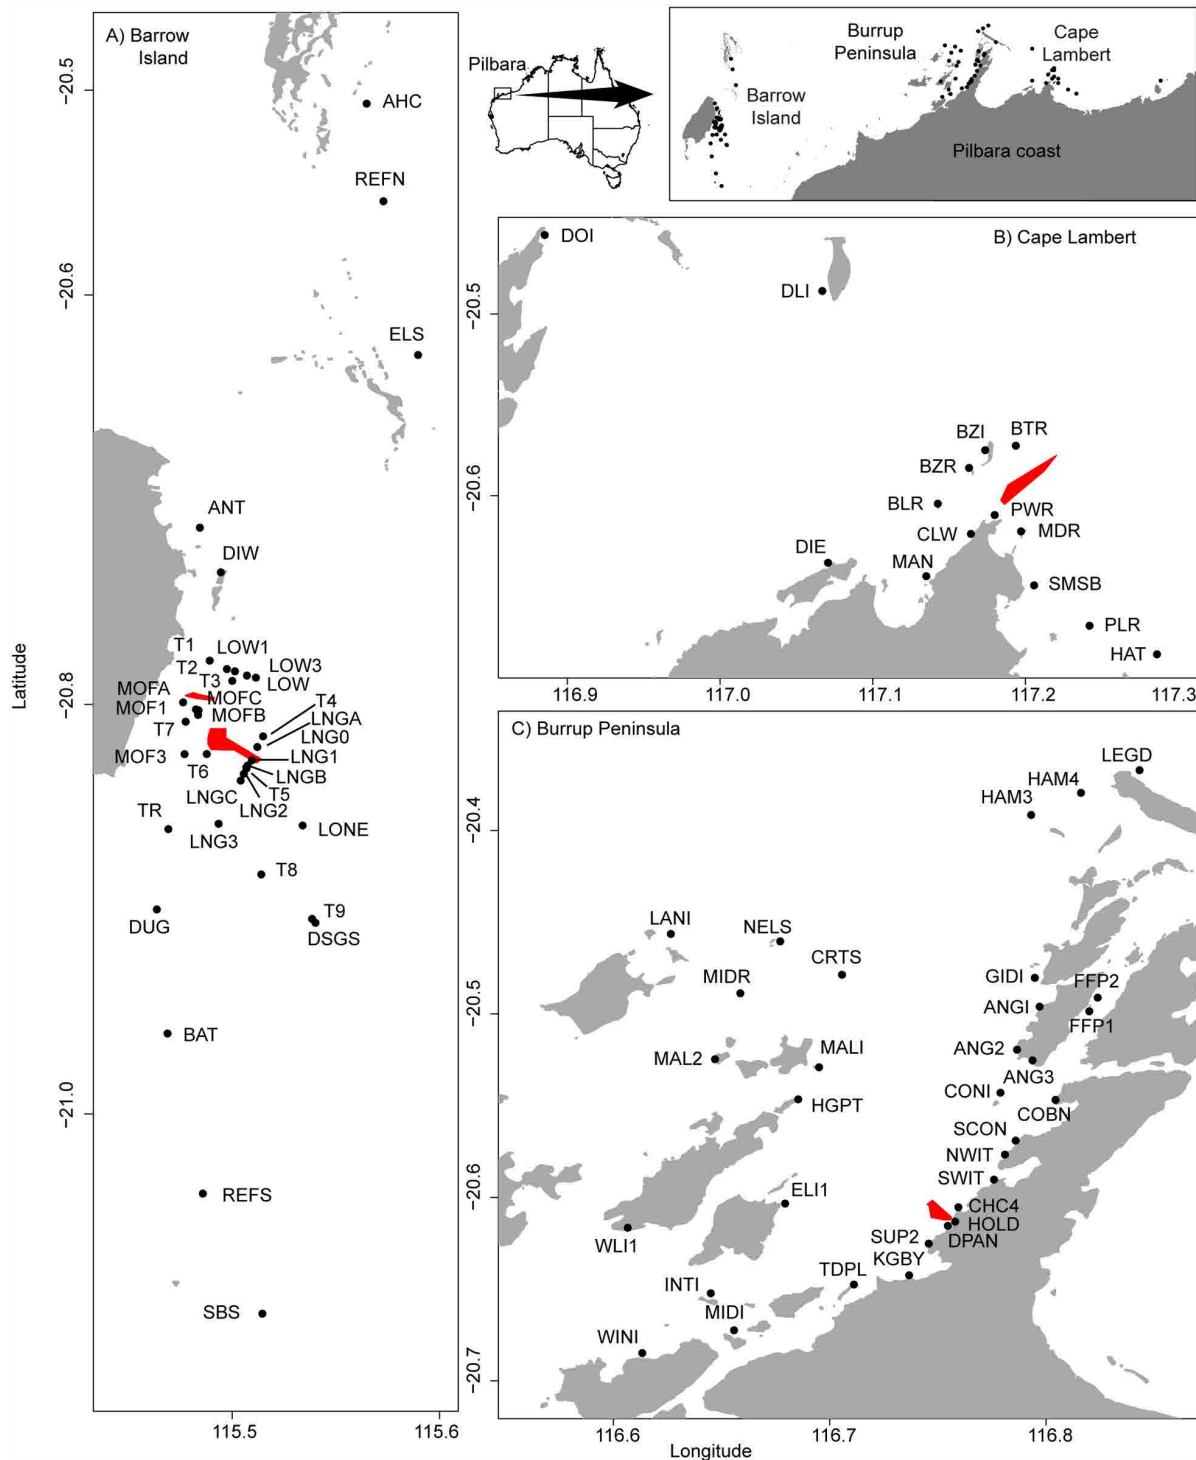 A) Barrow
Island
−20.5
−20.6
−20.8
−21.0
Latitude
115.5
115.6
AHC
REFN
ELS
ANT
DIW
T1
LOW1
T2
LOW3
T3
LOW
MOFA
MOFC
MOF1
MOFB
T4
T7
LNGA
LNG0
MOF3
LNG1
T6
LNGB
T5
LNGC
LNG2
TR
LNG3
LONE
T8
DUG
T9
DSGS
BAT
REFS
SBS
Pilbara
Burrup
Peninsula
Cape
Lambert
Barrow
Island
Pilbara coast
B) Cape Lambert
−20.5
−20.6
116.9
117.0
117.1
117.2
117.3
DOI
DLI
BZI
BTR
BZR
BLR
PWR
CLW
MDR
DIE
MAN
SMSB
PLR
HAT
C) Burrup Peninsula
−20.4
−20.5
−20.6
−20.7
116.6
116.7
116.8
Longitude
LEGD
HAM4
HAM3
LANI
NELS
CRTS
MIDR
GIDI
FFP2
ANGI
FFP1
MAL2
MALI
ANG2
ANG3
CONI
HGPT
COBN
SCON
NWIT
SWIT
ELI1
CHC4
HOLD
WLI1
SUP2
DPAN
KGBY
TDPL
INTI
MIDI
WINI